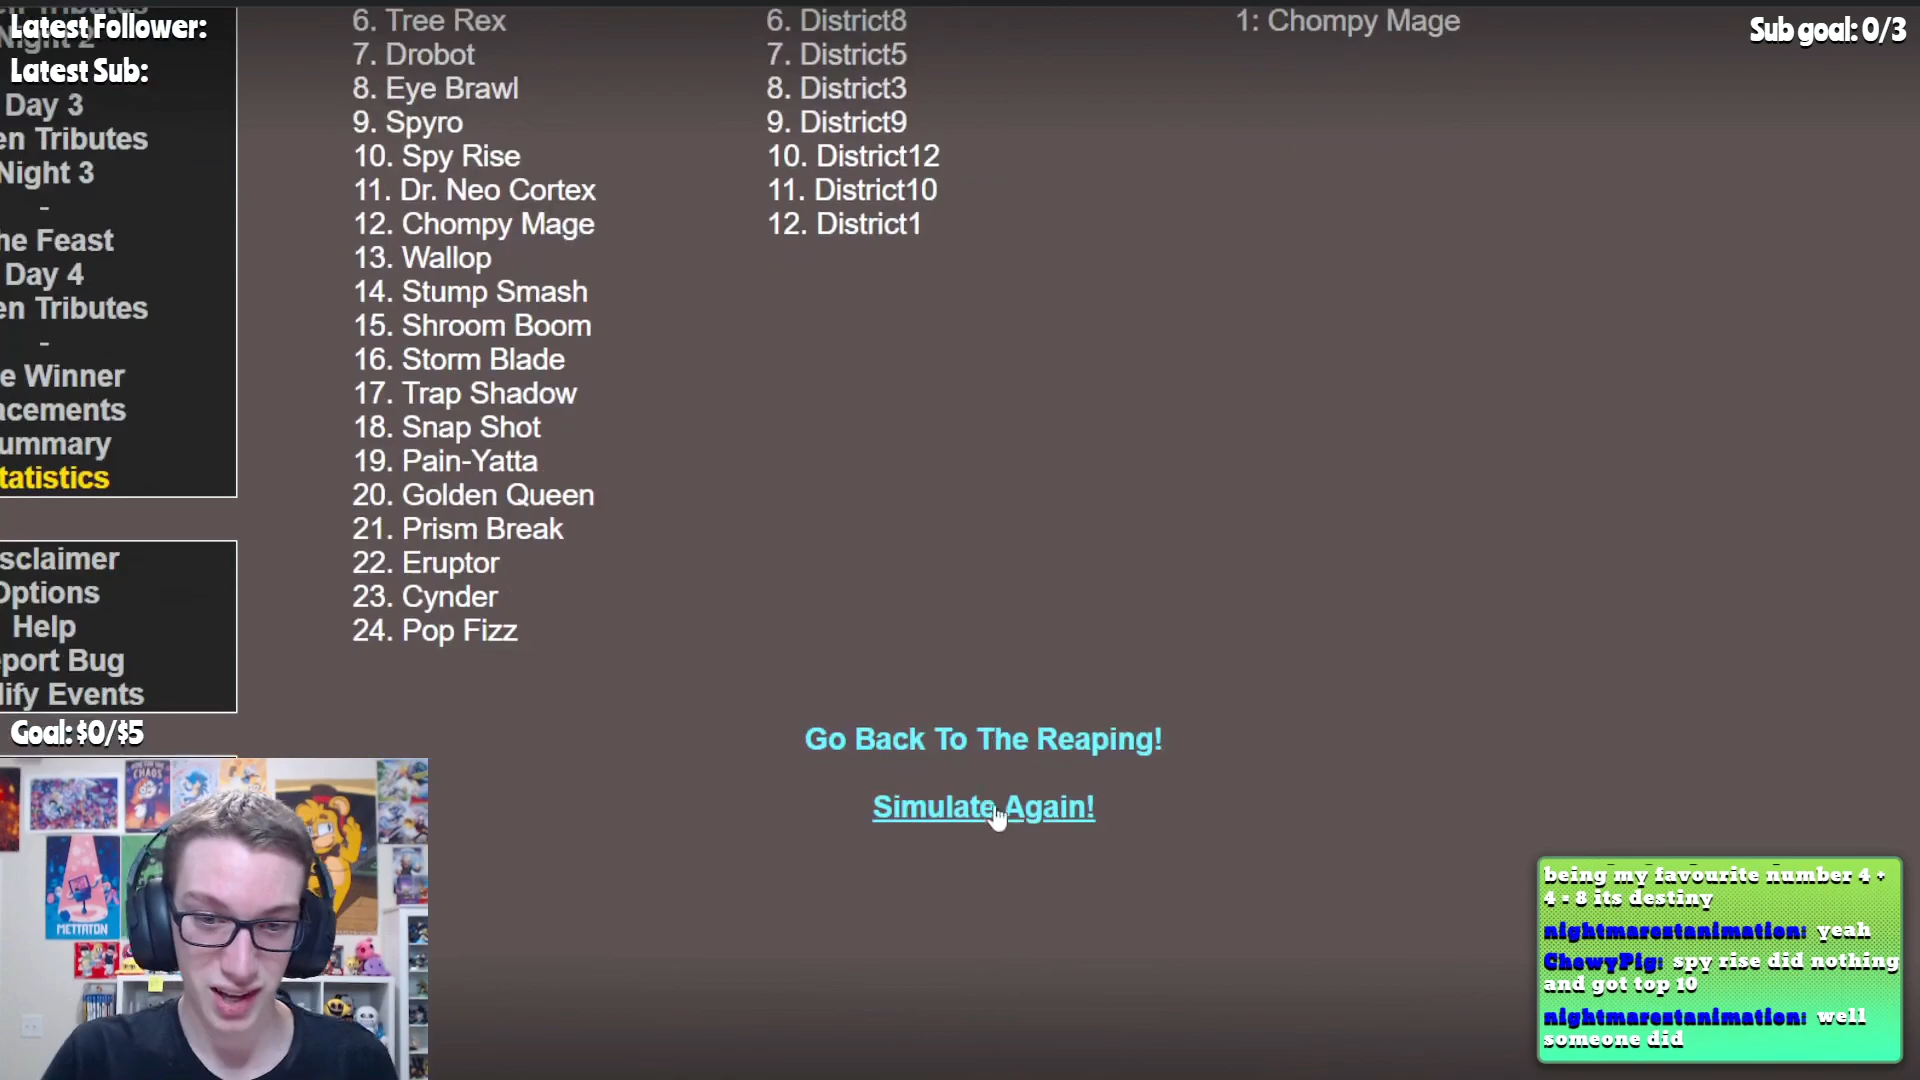 Latest Follower:
Night 2
Latest Sub:
Day 3
en Tributes
Night 3
-
he Feast
Day 4
en Tributes
-
e Winner
acements
ummary
tatistics
sclaimer
Options
Help
port Bug
lify Events
Goal: $0/$5
6. Tree Rex
7. Drobot
8. Eye Brawl
9. Spyro
10. Spy Rise
11. Dr. Neo Cortex
12. Chompy Mage
13. Wallop
14. Stump Smash
15. Shroom Boom
16. Storm Blade
17. Trap Shadow
18. Snap Shot
19. Pain-Yatta
20. Golden Queen
21. Prism Break
22. Eruptor
23. Cynder
24. Pop Fizz
6. District8
7. District5
8. District3
9. District9
10. District12
11. District10
12. District1
1: Chompy Mage
Sub goal: 0/3
Go Back To The Reaping!
Simulate Again!
METTATON
being my favourite number 4 +
4 = 8 its destiny
nightmarestanimation: yeah
ChewyPig: spy rise did nothing
and got top 10
nightmarestanimation: well
someone did